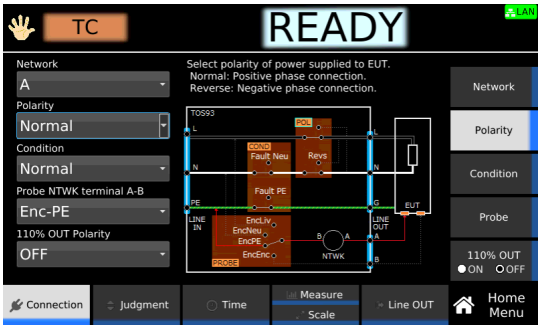 LAN
TC
READY
Network
A
Polarity
Normal
Condition
Normal
Probe NTWK terminal A-B
Enc-PE
110% OUT Polarity
OFF
Select polarity of power supplied to EUT.
Normal: Positive phase connection.
Reverse: Negative phase connection.
TOS93
POL
L
L
COND
Fault Neu
Revs
N
N
Fault PE
PE
G
EUT
LINE
IN
LINE
OUT
EncLiv
EncNeu
EncPE
EncEnc
PROBE
B
A
NTWK
A
B
Network
Polarity
Condition
Probe
110% OUT
ON OFF
Connection
Judgment
Time
Measure
Scale
Line OUT
Home
Menu